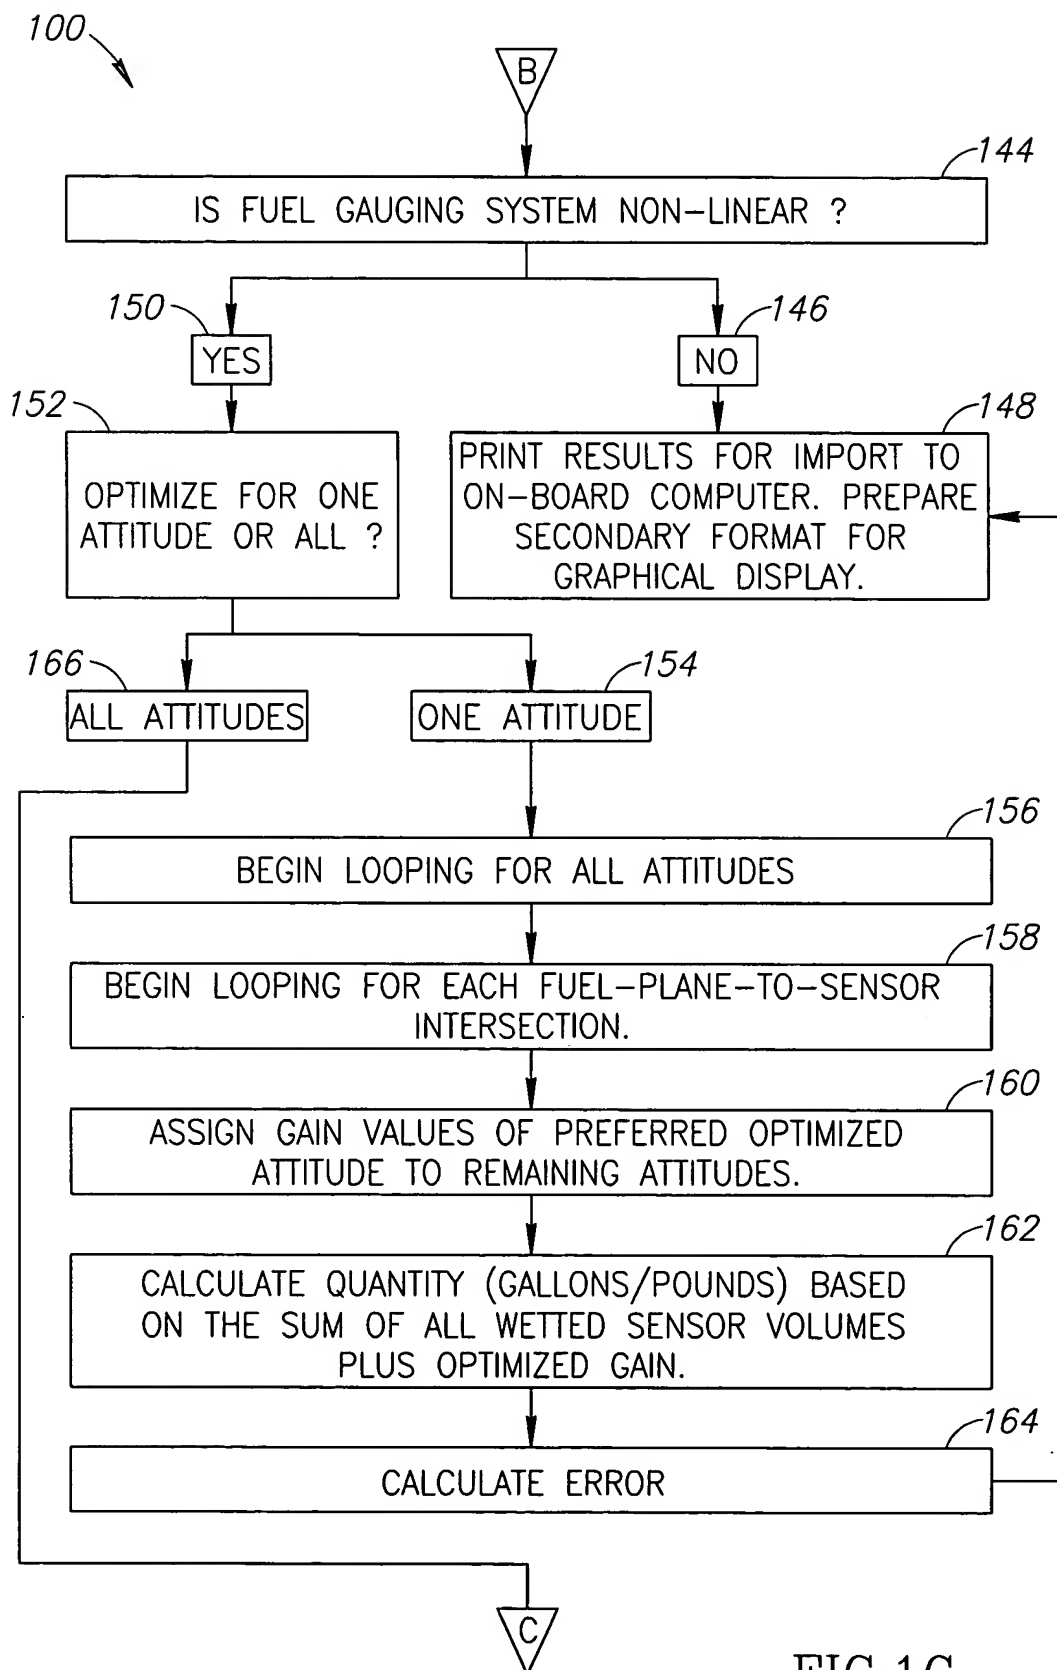 100
B
144
IS FUEL GAUGING SYSTEM NON-LINEAR ?
150
146
YES
NO
152
148
OPTIMIZE FOR ONE
ATTITUDE OR ALL ?
PRINT RESULTS FOR IMPORT TO
ON-BOARD COMPUTER. PREPARE
SECONDARY FORMAT FOR
GRAPHICAL DISPLAY.
166
154
ALL ATTITUDES
ONE ATTITUDE
156
BEGIN LOOPING FOR ALL ATTITUDES
158
BEGIN LOOPING FOR EACH FUEL-PLANE-TO-SENSOR
INTERSECTION.
160
ASSIGN GAIN VALUES OF PREFERRED OPTIMIZED
ATTITUDE TO REMAINING ATTITUDES.
162
CALCULATE QUANTITY (GALLONS/POUNDS) BASED
ON THE SUM OF ALL WETTED SENSOR VOLUMES
PLUS OPTIMIZED GAIN.
164
CALCULATE ERROR
C
FIG.1C